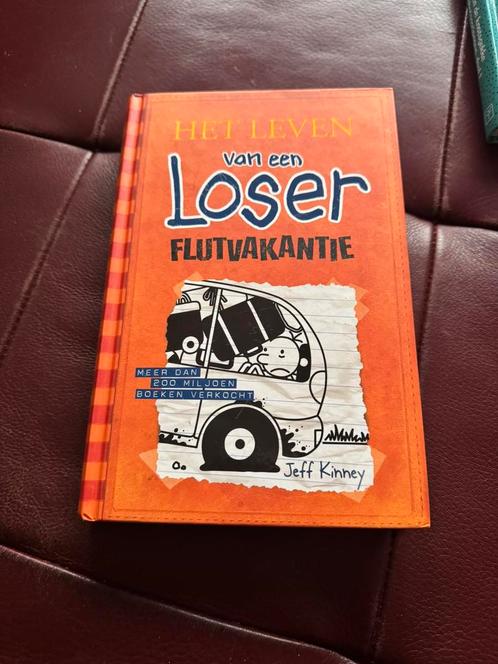 HET LEVEN
van een
Loser
FLUTVAKANTIE
MEER DAN
200 MILJOEN
BOEKEN VERKOCHT
Jeff Kinney